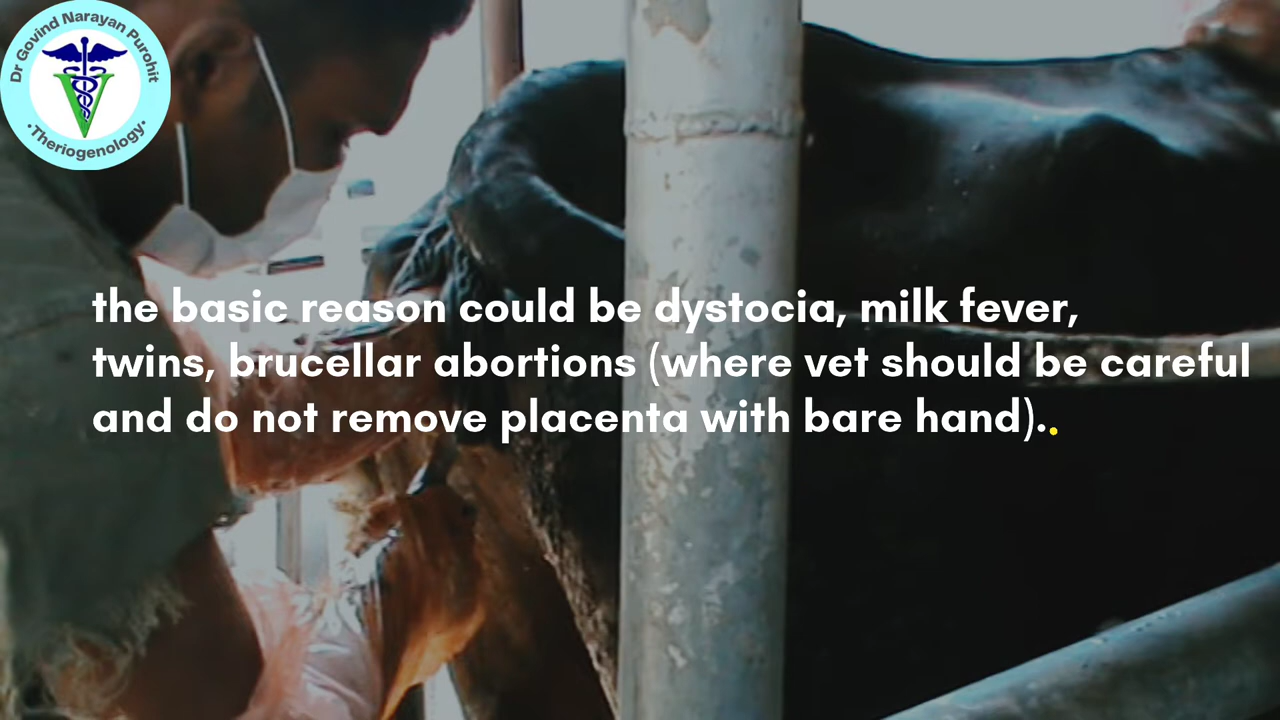 Dr Govind Narayan Purohit
·Theriogenology·
the basic reason could be dystocia, milk fever,
twins, brucellar abortions (where vet should be careful
and do not remove placenta with bare hand)..